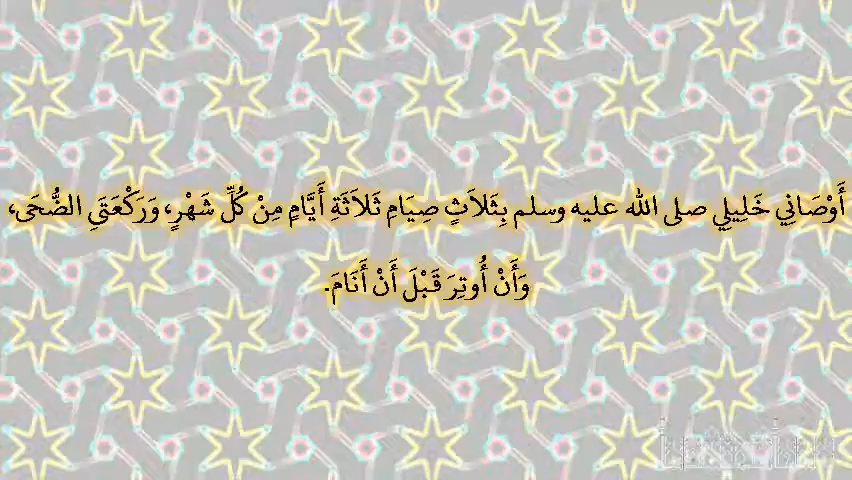 أَوْصَانِي خَلِيلِي صلى الله عليه وسلم بِثَلاَثٍ صِيَامِ ثَلاَثَةِ أَيَّامٍ مِنْ كُلِّ شَهْرٍ، وَرَكْعَتَىِ الضُّحَى،
وَأَنْ أُوتِرَ قَبْلَ أَنْ أَنَامَ.